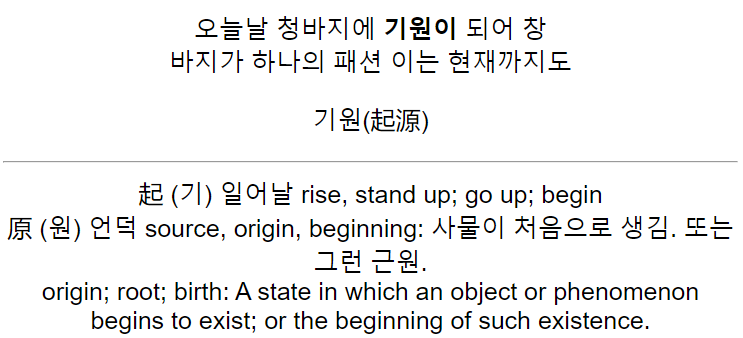 오늘날 청바지에 기원이 되어 창
바지가 하나의 패션 이는 현재까지도
기원(起源)
起 (기) 일어날 rise, stand up; go up; begin
原 (원) 언덕 source, origin, beginning: 사물이 처음으로 생김. 또는
그런 근원.
origin; root; birth: A state in which an object or phenomenon
begins to exist; or the beginning of such existence.